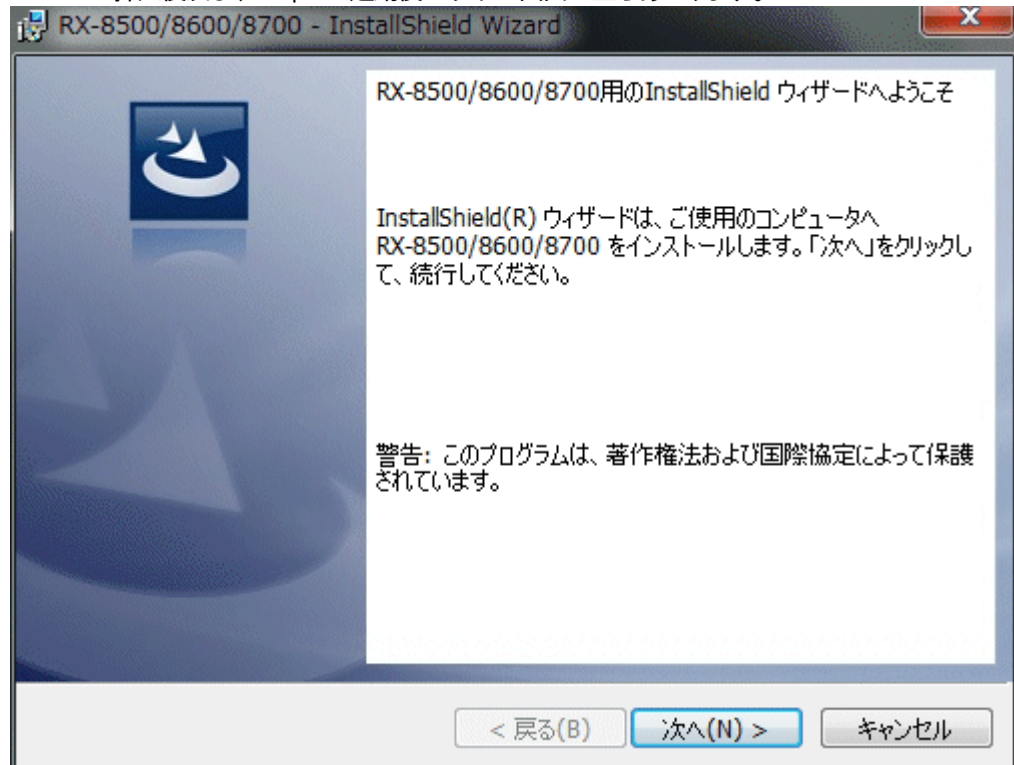 RX-8500/8600/8700 - InstallShield Wizard
RX-8500/8600/8700用のInstallShield ウィザードへようこそ
InstallShield(R) ウィザードは、ご使用のコンピュータへ
RX-8500/8600/8700 をインストールします。「次へ」をクリックし
て、続行してください。
警告: このプログラムは、著作権法および国際協定によって保護
されています。
< 戻る(B)
次へ(N) >
キャンセル